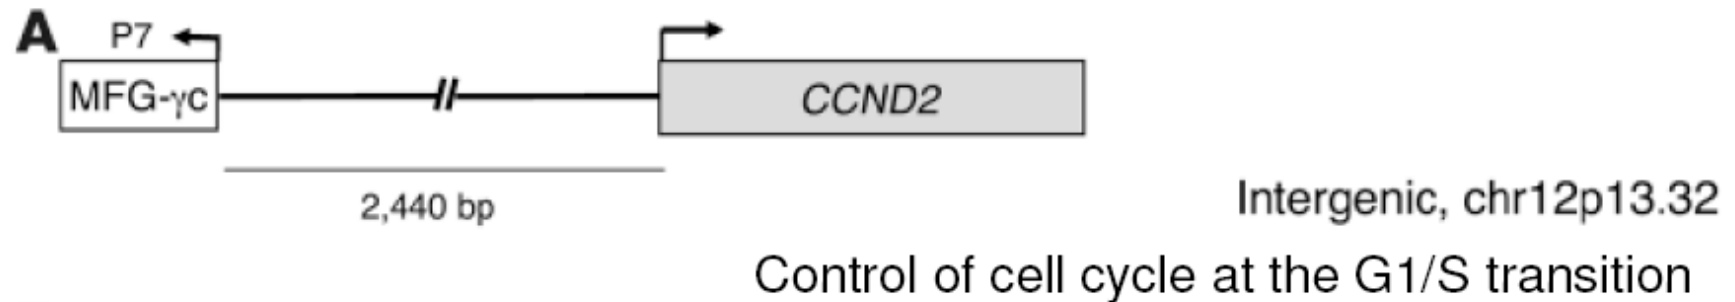 A
P7
MFG-γc
CCND2
2,440 bp
Intergenic, chr12p13.32
Control of cell cycle at the G1/S transition